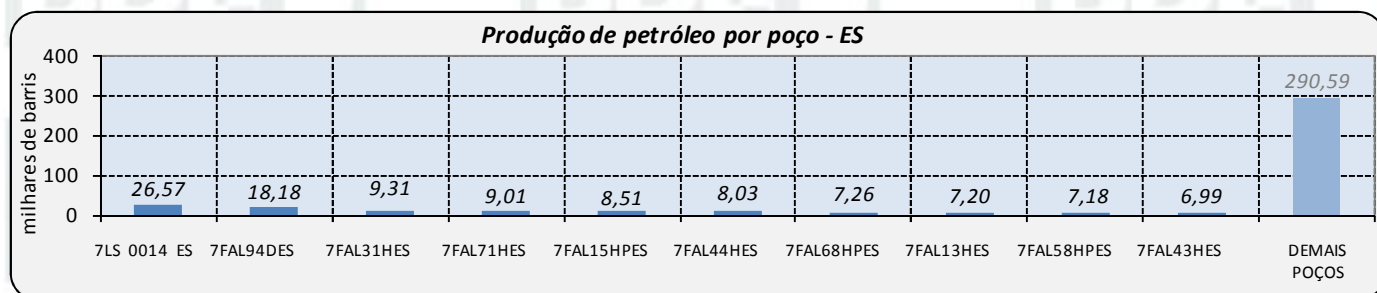 Produção de petróleo por poço - ES
milhares de barris
400
300
200
100
0
26,57 18,18 9,31 9,01 8,51 8,03 7,26 7,20 7,18 6,99 290,59
7LS 0014 ES 7FAL94DES 7FAL31HES 7FAL71HES 7FAL15HPES 7FAL44HES 7FAL68HPES 7FAL13HES 7FAL58HPES 7FAL43HES DEMAIS
POÇOS